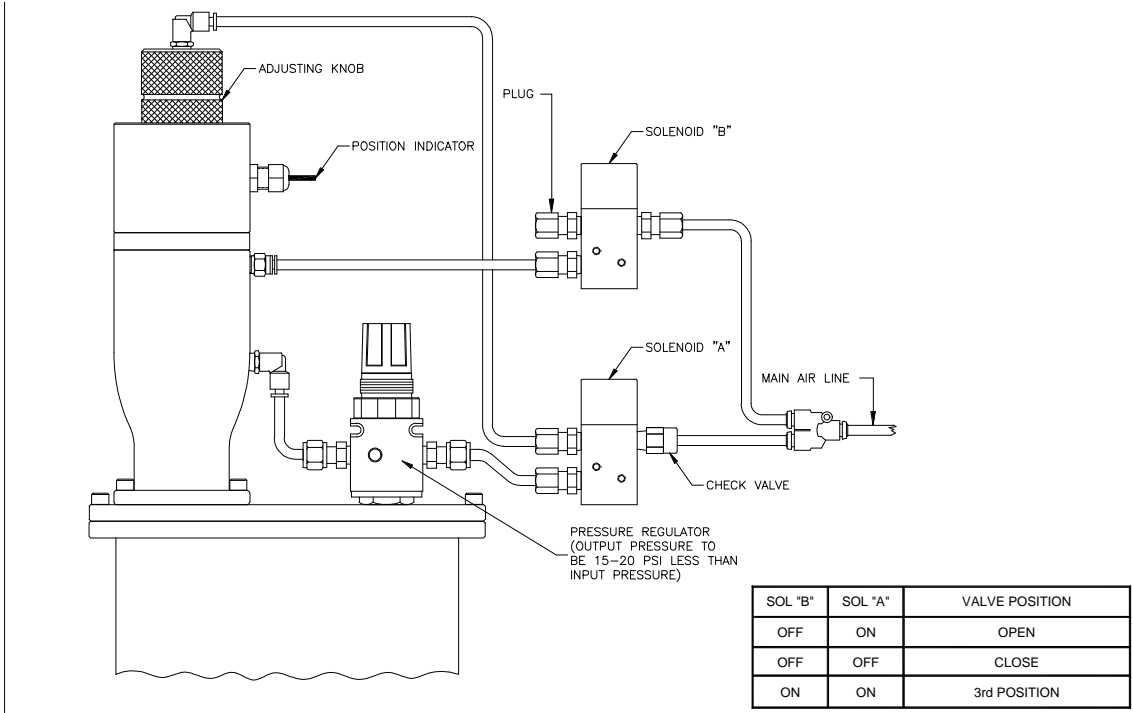 ADJUSTING KNOB
PLUG
SOLENOID "B"
POSITION INDICATOR
SOLENOID "A"
MAIN AIR LINE
CHECK VALVE
PRESSURE REGULATOR
(OUTPUT PRESSURE TO
BE 15–20 PSI LESS THAN
INPUT PRESSURE)
SOL "B" SOL "A" VALVE POSITION
OFF ON OPEN
OFF OFF CLOSE
ON ON 3rd POSITION